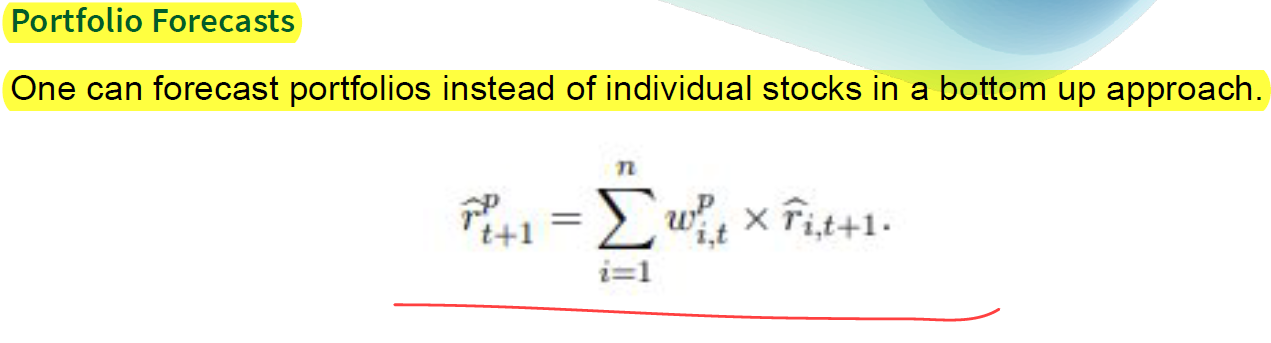 Portfolio Forecasts
One can forecast portfolios instead of individual stocks in a bottom up approach.
$\widehat{r}^{p}_{t+1} = \sum_{i=1}^{n} w^{p}_{i,t} \times \widehat{r}_{i,t+1}.$